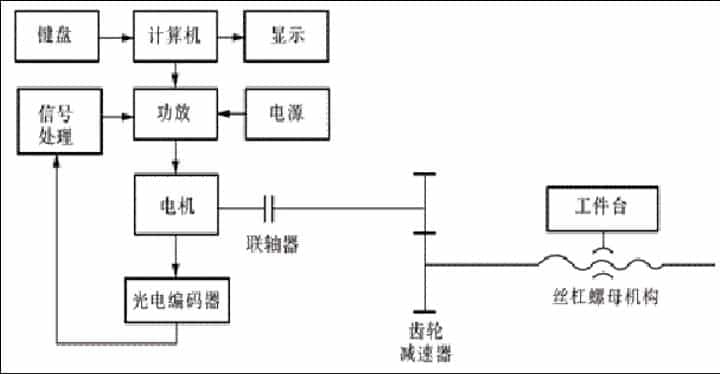 键盘
计算机
显示
信号
处理
功放
电源
电机
联轴器
工件台
光电编码器
丝杠螺母机构
齿轮
减速器